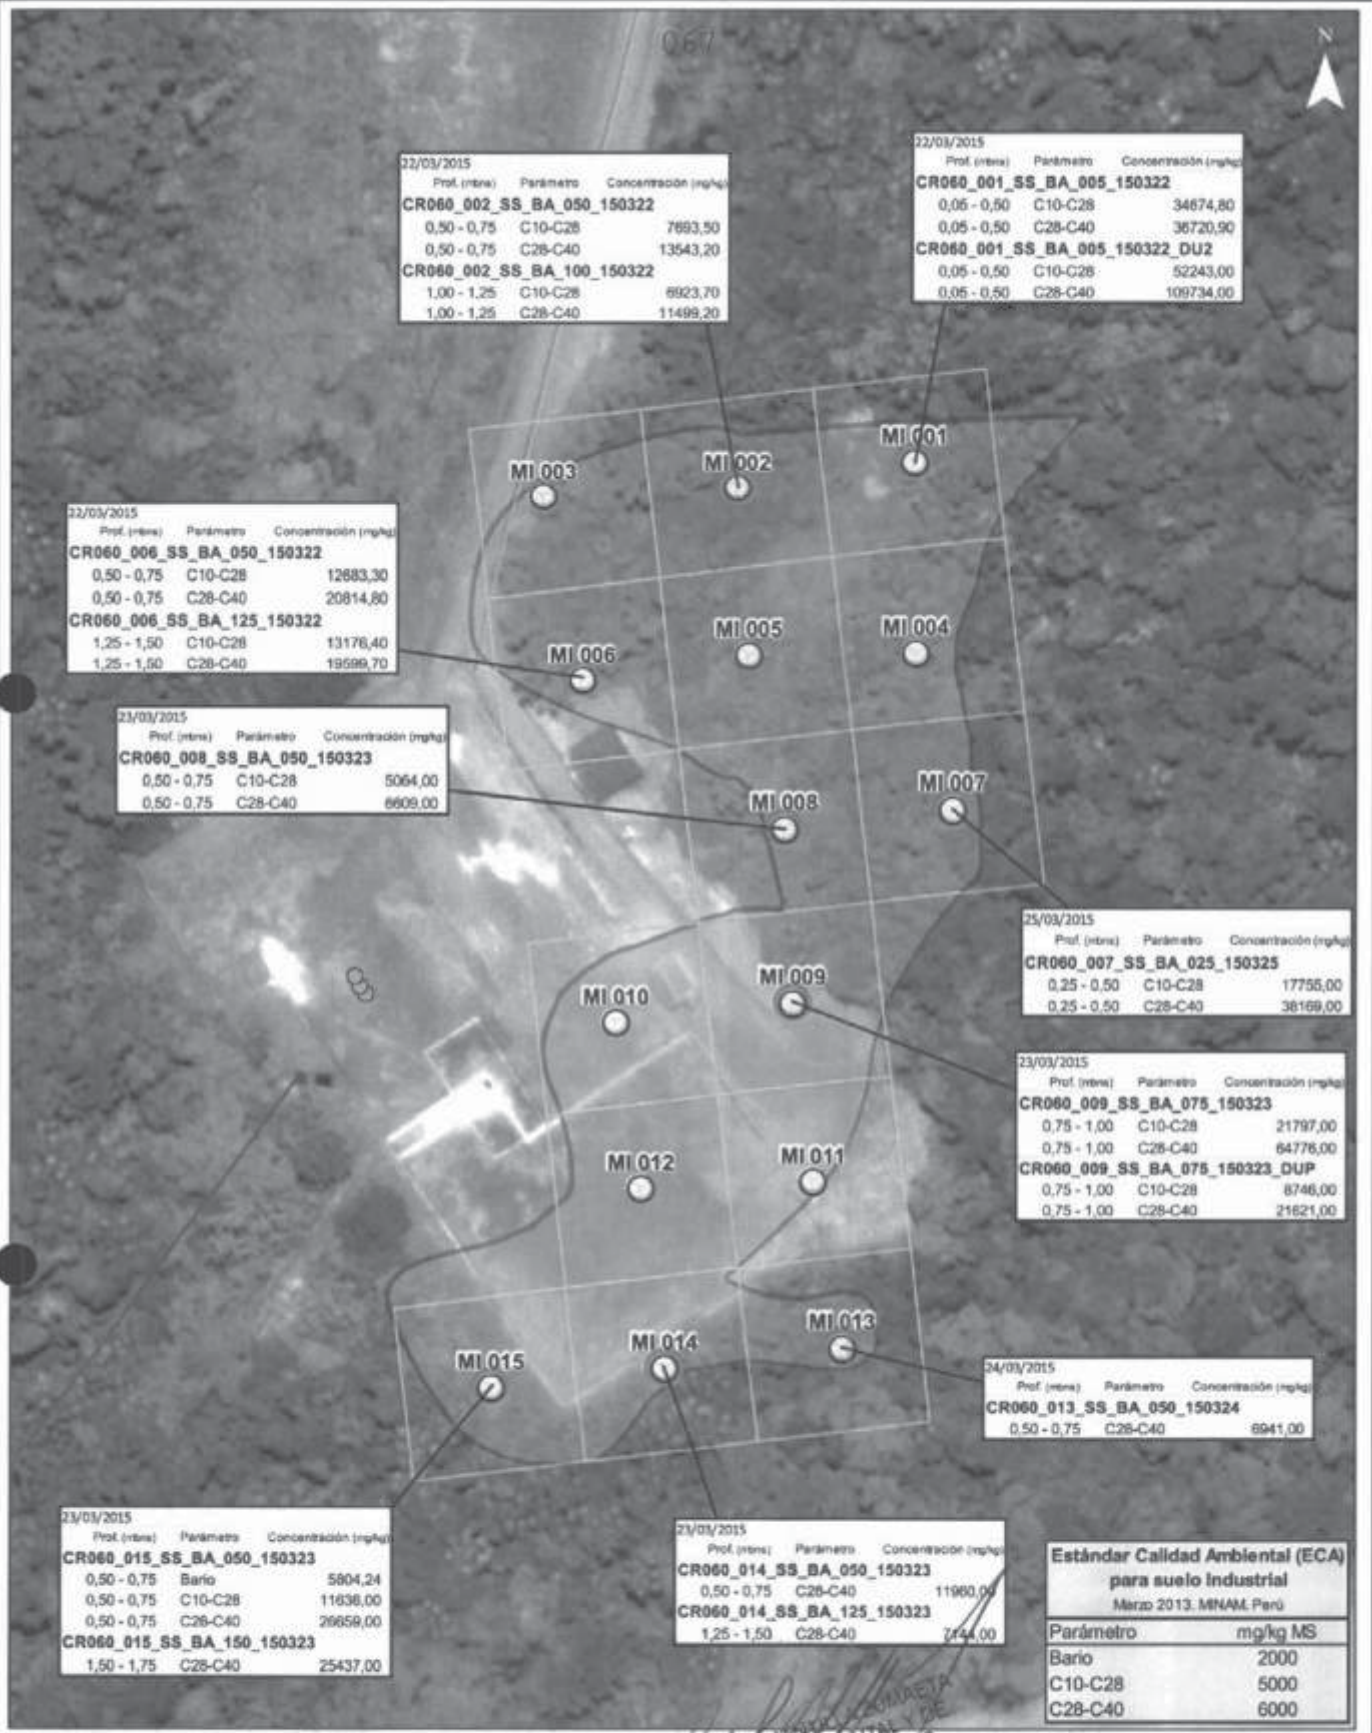 067
N
22/03/2015
Prof. (mbns) Parámetro Concentración (mg/kg)
CR060_002_SS_BA_050_150322
0,50 - 0,75 C10-C28 7693,50
0,50 - 0,75 C28-C40 13543,20
CR060_002_SS_BA_100_150322
1,00 - 1,25 C10-C28 6923,70
1,00 - 1,25 C28-C40 11499,20
22/03/2015
Prof. (mbns) Parámetro Concentración (mg/kg)
CR060_001_SS_BA_005_150322
0,05 - 0,50 C10-C28 34674,80
0,05 - 0,50 C28-C40 36720,90
CR060_001_SS_BA_005_150322_DU2
0,05 - 0,50 C10-C28 52243,00
0,05 - 0,50 C28-C40 109734,00
MI 001
MI 002
MI 003
22/03/2015
Prof. (mbns) Parámetro Concentración (mg/kg)
CR060_006_SS_BA_050_150322
0,50 - 0,75 C10-C28 12683,30
0,50 - 0,75 C28-C40 20814,80
CR060_006_SS_BA_125_150322
1,25 - 1,50 C10-C28 13176,40
1,25 - 1,50 C28-C40 19599,70
MI 006
MI 005
MI 004
23/03/2015
Prof. (mbns) Parámetro Concentración (mg/kg)
CR060_008_SS_BA_050_150323
0,50 - 0,75 C10-C28 5064,00
0,50 - 0,75 C28-C40 6609,00
MI 008
MI 007
25/03/2015
Prof. (mbns) Parámetro Concentración (mg/kg)
CR060_007_SS_BA_025_150325
0,25 - 0,50 C10-C28 17755,00
0,25 - 0,50 C28-C40 38169,00
MI 010
MI 009
23/03/2015
Prof. (mbns) Parámetro Concentración (mg/kg)
CR060_009_SS_BA_075_150323
0,75 - 1,00 C10-C28 21797,00
0,75 - 1,00 C28-C40 64776,00
CR060_009_SS_BA_075_150323_DUP
0,75 - 1,00 C10-C28 8746,00
0,75 - 1,00 C28-C40 21621,00
MI 012
MI 011
MI 015
MI 014
MI 013
24/03/2015
Prof. (mbns) Parámetro Concentración (mg/kg)
CR060_013_SS_BA_050_150324
0,50 - 0,75 C28-C40 6941,00
23/03/2015
Prof. (mbns) Parámetro Concentración (mg/kg)
CR060_015_SS_BA_050_150323
0,50 - 0,75 Bario 5804,24
0,50 - 0,75 C10-C28 11636,00
0,50 - 0,75 C28-C40 26659,00
CR060_015_SS_BA_150_150323
1,50 - 1,75 C28-C40 25437,00
23/03/2015
Prof. (mbns) Parámetro Concentración (mg/kg)
CR060_014_SS_BA_050_150323
0,50 - 0,75 C28-C40 11960,00
CR060_014_SS_BA_125_150323
1,25 - 1,50 C28-C40 7144,00
Estándar Calidad Ambiental (ECA)
para suelo Industrial
Marzo 2013. MINAM. Perú
Parámetro mg/kg MS
Bario 2000
C10-C28 5000
C28-C40 6000